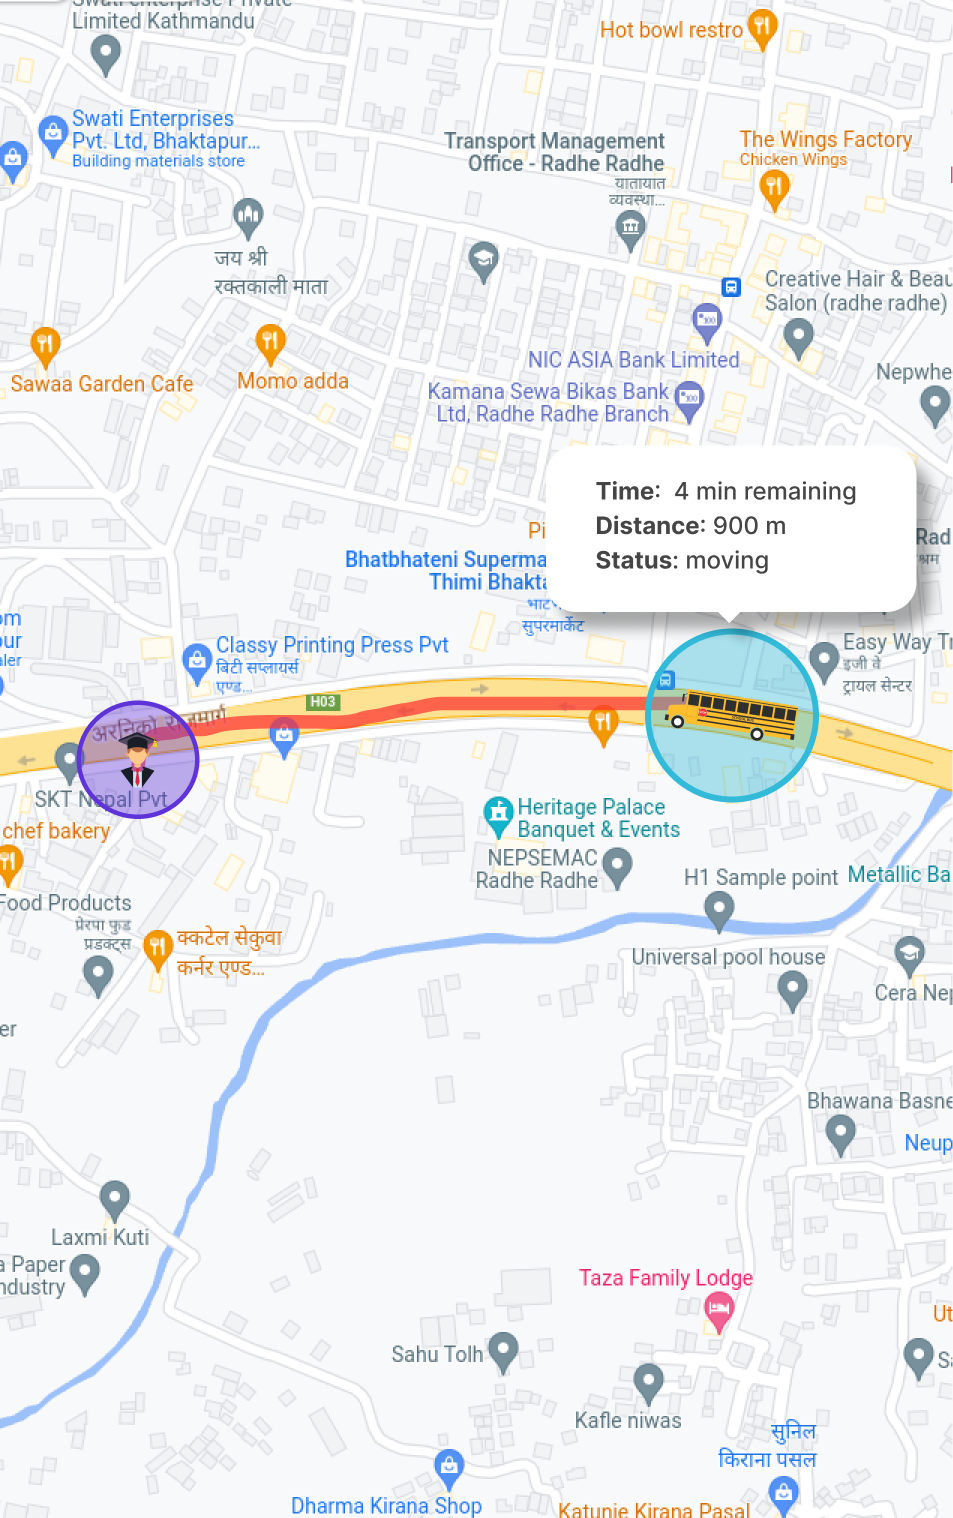 Swati enterprise Private
Limited Kathmandu
Hot bowl restro
Swati Enterprises
Pvt. Ltd, Bhaktapur...
Building materials store
Transport Management
Office - Radhe Radhe
यातायात
व्यवस्था...
The Wings Factory
Chicken Wings
जय श्री
रक्तकाली माता
Creative Hair & Beau
Salon (radhe radhe)
NIC ASIA Bank Limited
Sawaa Garden Cafe
Momo adda
Kamana Sewa Bikas Bank
Ltd, Radhe Radhe Branch
Nepwhe
Time: 4 min remaining
Distance: 900 m
Status: moving
Pi
Rad
श्रम
Bhatbhateni Superma
Thimi Bhakta
सुपरमार्केट
om
our
aler
Classy Printing Press Pvt
बिटी सप्लायर्स
एण्ड...
Easy Way Tr
इजी वे
ट्रायल सेन्टर
H03
अरनिको राजमार्ग
SKT Nepal Pvt
chef bakery
Heritage Palace
Banquet & Events
NEPSEMAC
Radhe Radhe
H1 Sample point
Metallic Ba
Food Products
प्रेरपा फुड
प्रडक्ट्स
क्कटेल सेकुवा
कर्नर एण्ड...
Universal pool house
Cera Nep
er
Bhawana Basne
Neup
Laxmi Kuti
a Paper
ndustry
Taza Family Lodge
Ut
Sahu Tolh
Sa
Kafle niwas
सुनिल
किराना पसल
Dharma Kirana Shop
Katunje Kirana Pasal